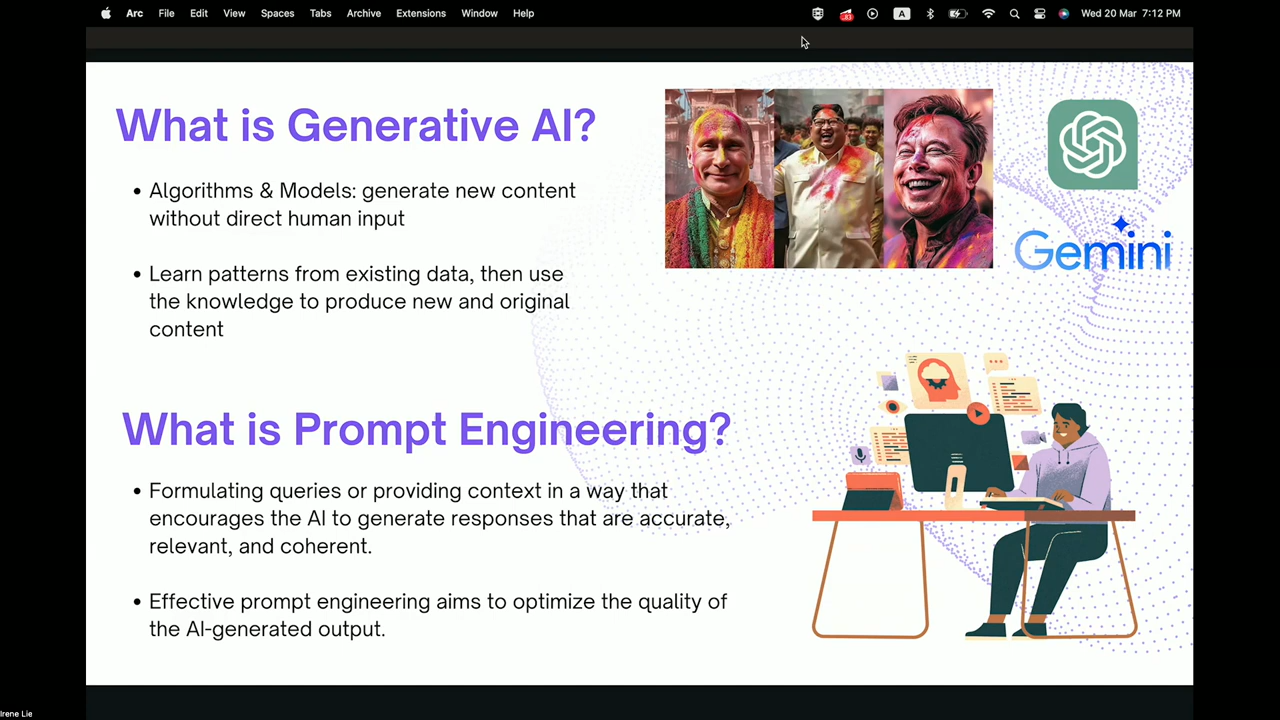 Arc File Edit View Spaces Tabs Archive Extensions Window Help A Wed 20 Mar 7:12 PM
What is Generative AI?
• Algorithms & Models: generate new content
without direct human input
• Learn patterns from existing data, then use
the knowledge to produce new and original
content
Gemini
What is Prompt Engineering?
• Formulating queries or providing context in a way that
encourages the AI to generate responses that are accurate,
relevant, and coherent.
• Effective prompt engineering aims to optimize the quality of
the AI-generated output.
Irene Lie